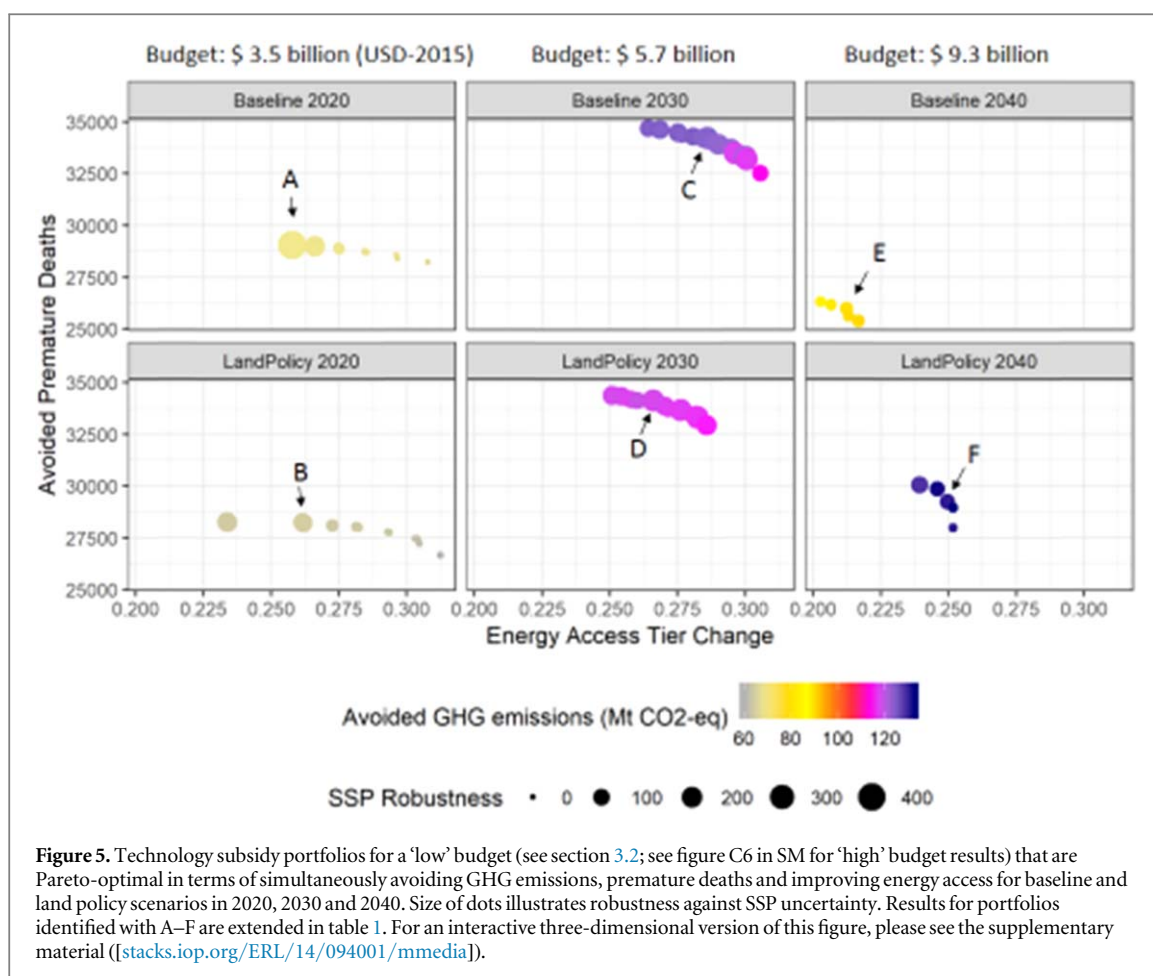 Budget: $ 3.5 billion (USD-2015)
Budget: $ 5.7 billion
Budget: $ 9.3 billion
Baseline 2020
Baseline 2030
Baseline 2040
35000
32500
30000
27500
25000
A
C
E
LandPolicy 2020
LandPolicy 2030
LandPolicy 2040
35000
32500
30000
27500
25000
B
D
F
Avoided Premature Deaths
0.200 0.225 0.250 0.275 0.300 0.200 0.225 0.250 0.275 0.300 0.200 0.225 0.250 0.275 0.300
Energy Access Tier Change
Avoided GHG emissions (Mt CO2-eq)
60 80 100 120
SSP Robustness 0 100 200 300 400
Figure 5. Technology subsidy portfolios for a ‘low’ budget (see section 3.2; see figure C6 in SM for ‘high’ budget results) that are
Pareto-optimal in terms of simultaneously avoiding GHG emissions, premature deaths and improving energy access for baseline and
land policy scenarios in 2020, 2030 and 2040. Size of dots illustrates robustness against SSP uncertainty. Results for portfolios
identified with A–F are extended in table 1. For an interactive three-dimensional version of this figure, please see the supplementary
material ([stacks.iop.org/ERL/14/094001/mmedia]).